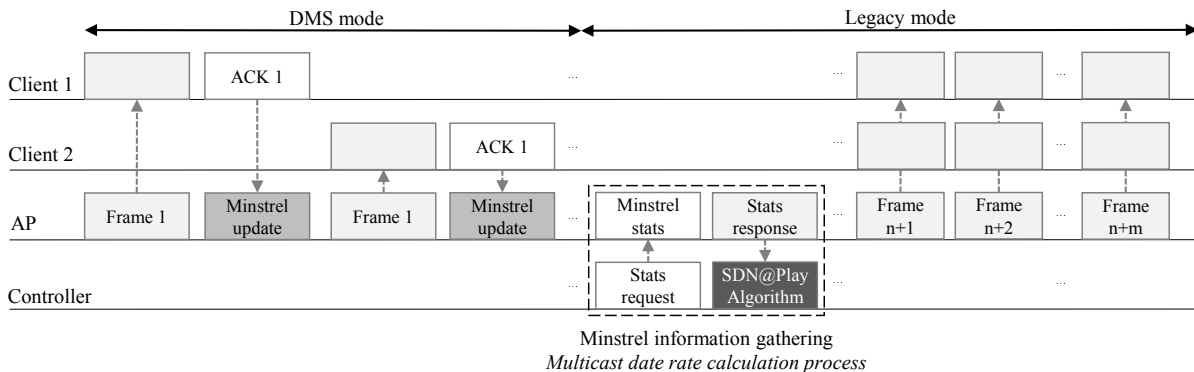 DMS mode Legacy mode
Client 1 ACK 1 ... ... ...
Client 2 ACK 1 ... ... ...
AP Frame 1 Minstrel update Frame 1 Minstrel update ... Minstrel stats Stats response ... Frame n+1 Frame n+2 ... Frame n+m
Controller ... Stats request SDN@Play Algorithm ... ...
Minstrel information gathering
Multicast date rate calculation process